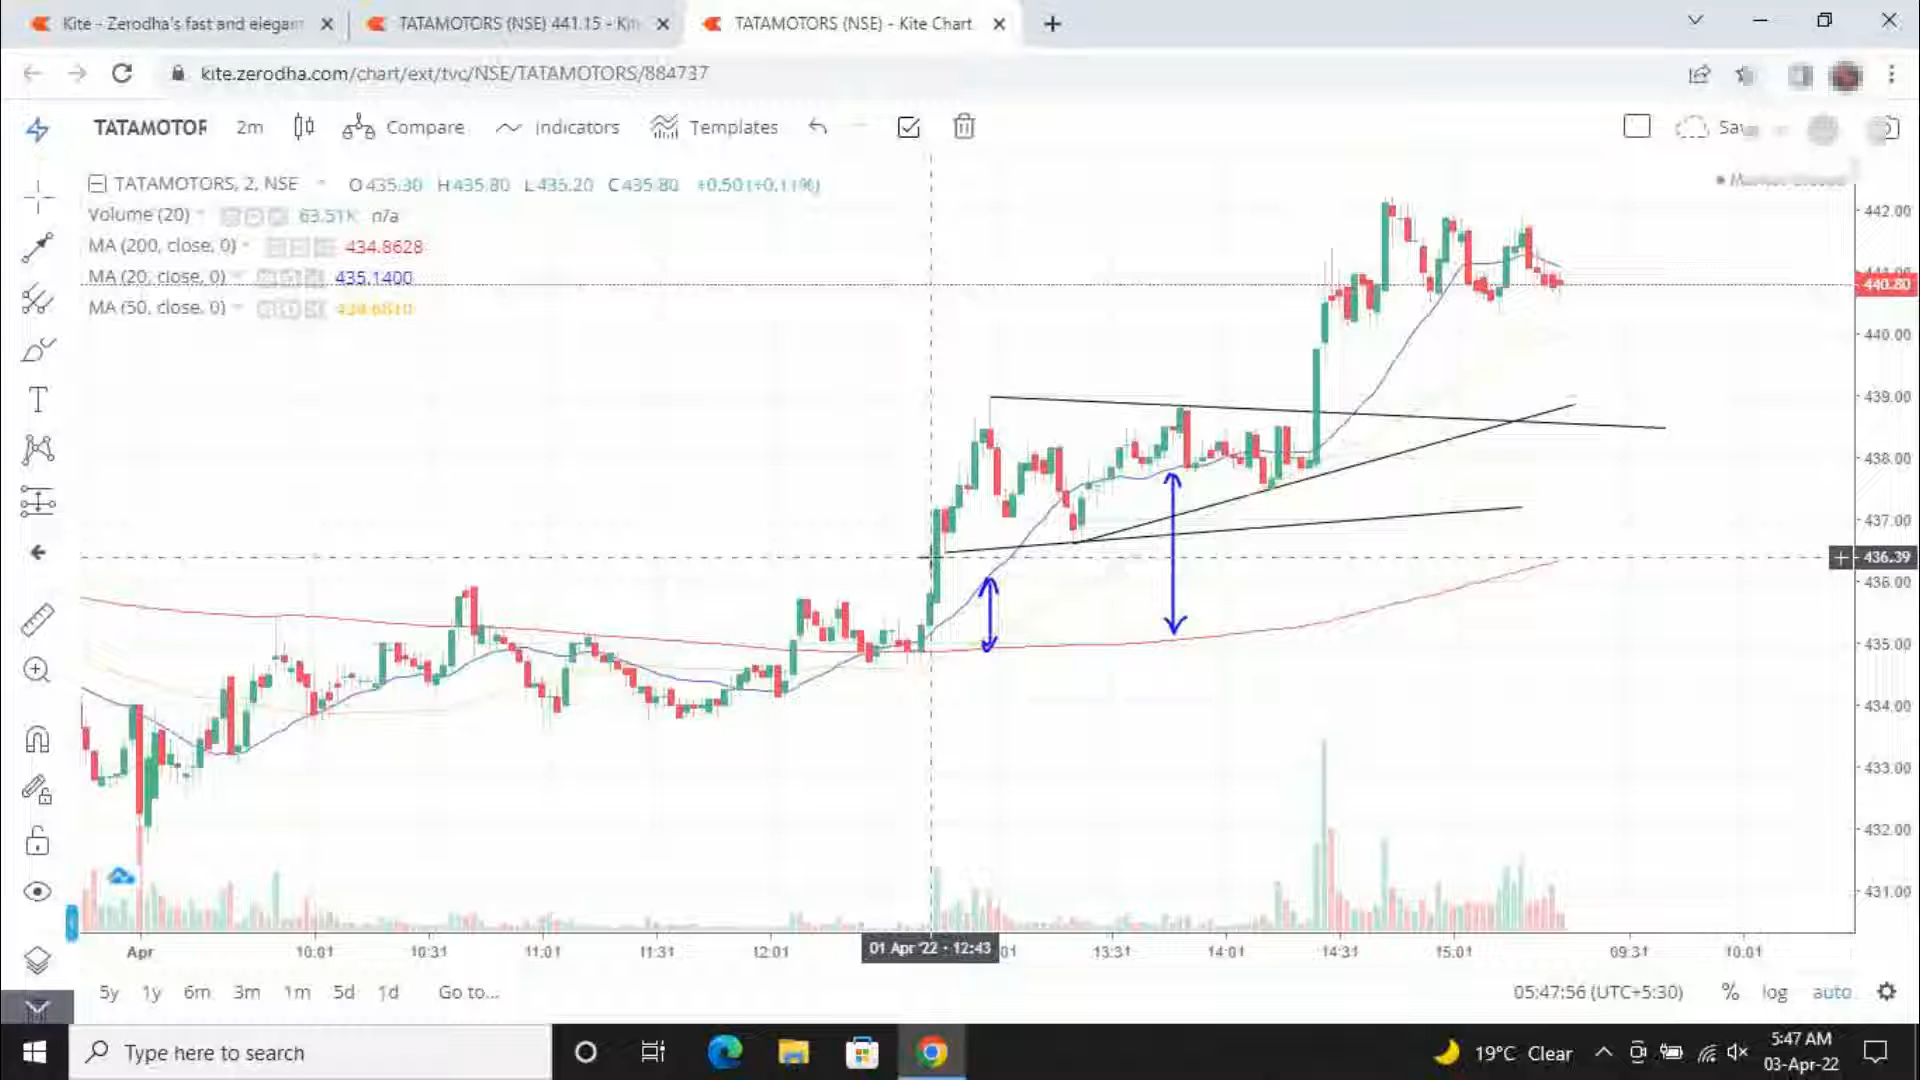 Kite - Zerodha's fast and elegan
TATAMOTORS (NSE) 441.15 - Kit
TATAMOTORS (NSE) - Kite Chart
kite.zerodha.com/chart/ext/tvc/NSE/TATAMOTORS/884737
TATAMOTOR 2m Compare Indicators Templates
TATAMOTORS, 2, NSE O435.30 H435.80 L435.20 C435.80 +0.50 (+0.11%)
Volume (20) 63.51K n/a
MA (200, close, 0) 434.8628
MA (20, close, 0) 435.1400
MA (50, close, 0)
442.00
441.00
440.80
440.00
439.00
438.00
437.00
436.39
436.00
435.00
434.00
433.00
432.00
431.00
Apr 10:01 10:31 11:01 11:31 12:01 01 Apr '22 - 12:43 :01 13:31 14:01 14:31 15:01 09:31 10:01
5y 1y 6m 3m 1m 5d 1d Go to... 05:47:56 (UTC+5:30) % log auto
Type here to search
19°C Clear
5:47 AM
03-Apr-22